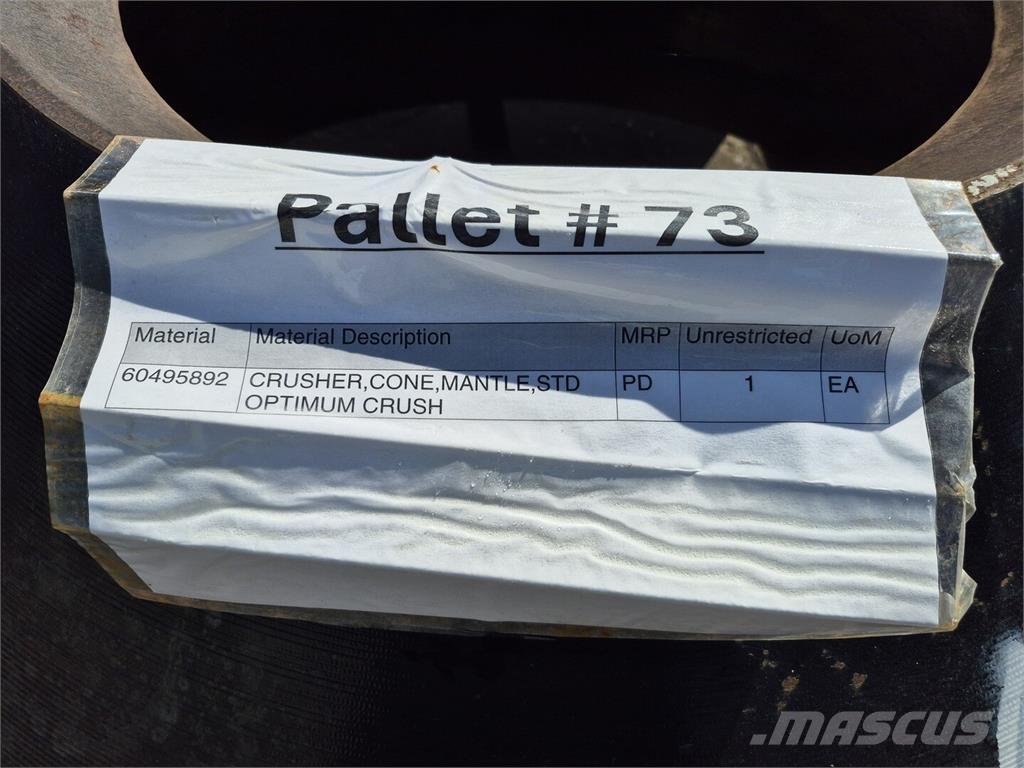 Pallet # 73
Material Material Description MRP Unrestricted UoM
60495892 CRUSHER,CONE,MANTLE,STD PD 1 EA
OPTIMUM CRUSH
MASCUS